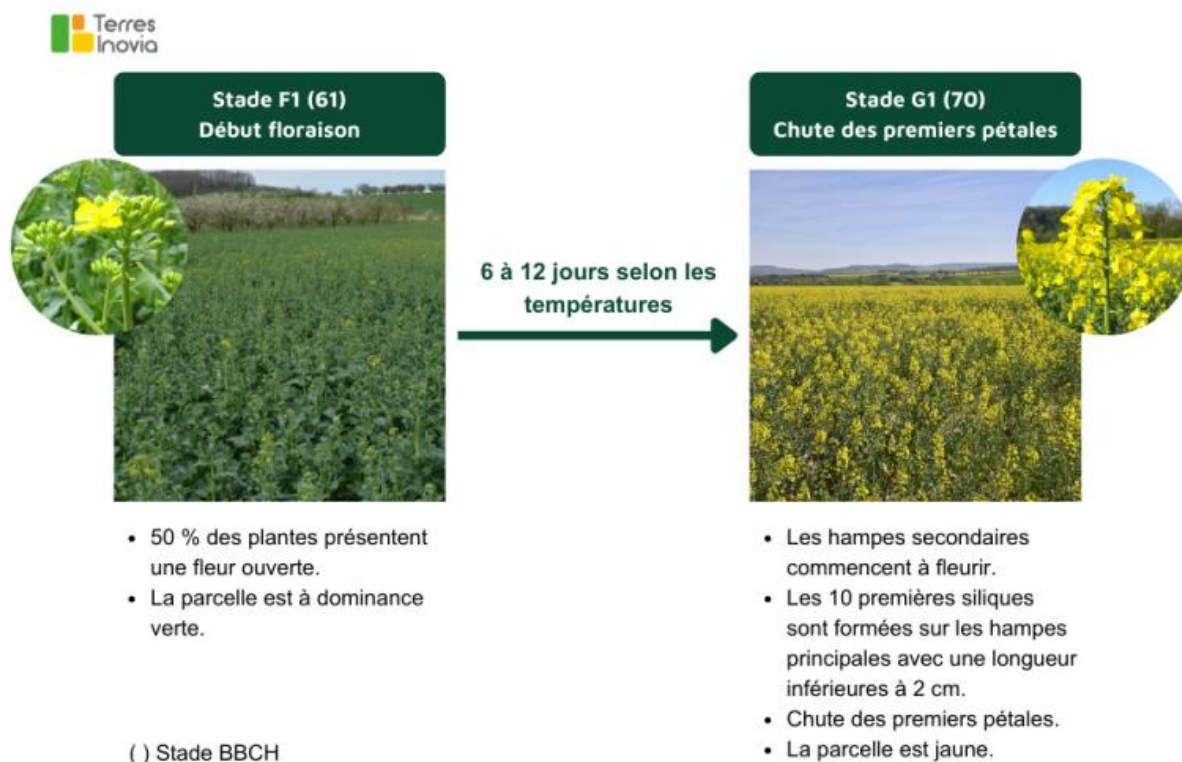 Terres
Inovia
Stade F1 (61)
Début floraison
Stade G1 (70)
Chute des premiers pétales
6 à 12 jours selon les
températures
• 50 % des plantes présentent
une fleur ouverte.
• La parcelle est à dominance
verte.
• Les hampes secondaires
commencent à fleurir.
• Les 10 premières siliques
sont formées sur les hampes
principales avec une longueur
inférieures à 2 cm.
• Chute des premiers pétales.
• La parcelle est jaune.
( ) Stade BBCH